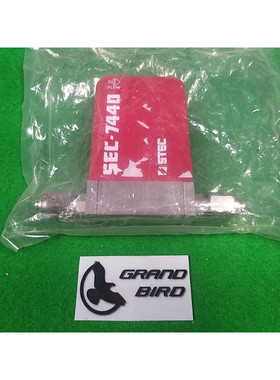 FLOW
SEC-7440
STEC
GRAND
BIRD